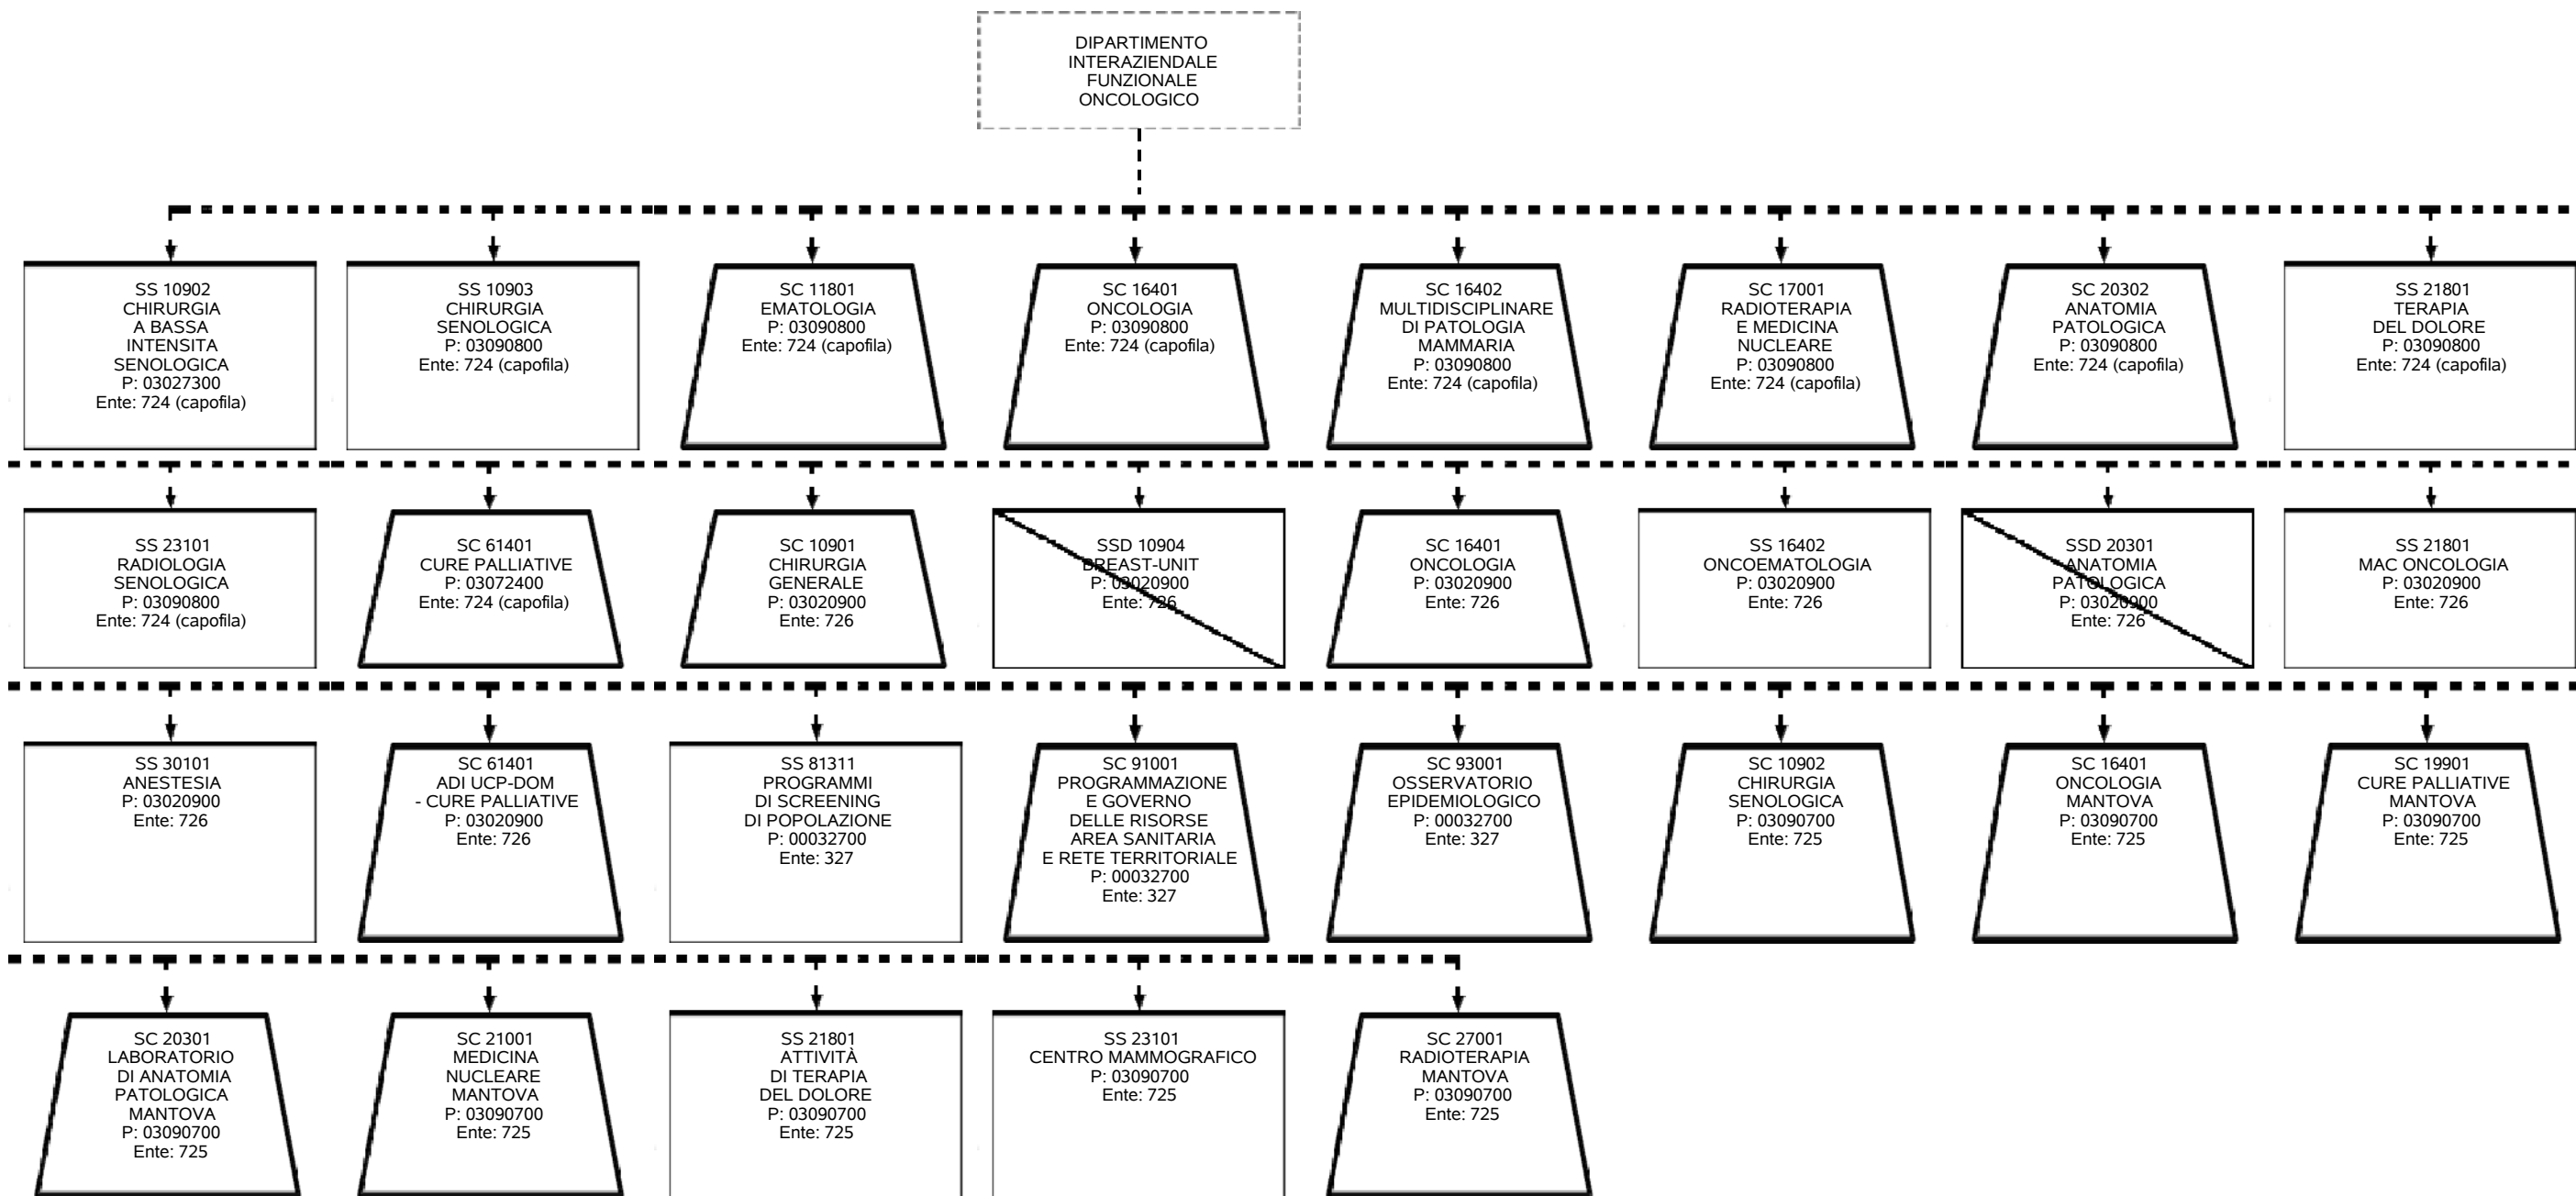 DIPARTIMENTO
INTERAZIENDALE
FUNZIONALE
ONCOLOGICO
SS 10902
CHIRURGIA
A BASSA
INTENSITA
SENOLOGICA
P: 03027300
Ente: 724 (capofila)
SS 10903
CHIRURGIA
SENOLOGICA
P: 03090800
Ente: 724 (capofila)
SC 11801
EMATOLOGIA
P: 03090800
Ente: 724 (capofila)
SC 16401
ONCOLOGIA
P: 03090800
Ente: 724 (capofila)
SC 16402
MULTIDISCIPLINARE
DI PATOLOGIA
MAMMARIA
P: 03090800
Ente: 724 (capofila)
SC 17001
RADIOTERAPIA
E MEDICINA
NUCLEARE
P: 03090800
Ente: 724 (capofila)
SC 20302
ANATOMIA
PATOLOGICA
P: 03090800
Ente: 724 (capofila)
SS 21801
TERAPIA
DEL DOLORE
P: 03090800
Ente: 724 (capofila)
SS 23101
RADIOLOGIA
SENOLOGICA
P: 03090800
Ente: 724 (capofila)
SC 61401
CURE PALLIATIVE
P: 03072400
Ente: 724 (capofila)
SC 10901
CHIRURGIA
GENERALE
P: 03020900
Ente: 726
SSD 10904
BREAST-UNIT
P: 03020900
Ente: 726
SC 16401
ONCOLOGIA
P: 03020900
Ente: 726
SS 16402
ONCOEMATOLOGIA
P: 03020900
Ente: 726
SSD 20301
ANATOMIA
PATOLOGICA
P: 03020900
Ente: 726
SS 21801
MAC ONCOLOGIA
P: 03020900
Ente: 726
SS 30101
ANESTESIA
P: 03020900
Ente: 726
SC 61401
ADI UCP-DOM
- CURE PALLIATIVE
P: 03020900
Ente: 726
SS 81311
PROGRAMMI
DI SCREENING
DI POPOLAZIONE
P: 00032700
Ente: 327
SC 91001
PROGRAMMAZIONE
E GOVERNO
DELLE RISORSE
AREA SANITARIA
E RETE TERRITORIALE
P: 00032700
Ente: 327
SC 93001
OSSERVATORIO
EPIDEMIOLOGICO
P: 00032700
Ente: 327
SC 10902
CHIRURGIA
SENOLOGICA
P: 03090700
Ente: 725
SC 16401
ONCOLOGIA
MANTOVA
P: 03090700
Ente: 725
SC 19901
CURE PALLIATIVE
MANTOVA
P: 03090700
Ente: 725
SC 20301
LABORATORIO
DI ANATOMIA
PATOLOGICA
MANTOVA
P: 03090700
Ente: 725
SC 21001
MEDICINA
NUCLEARE
MANTOVA
P: 03090700
Ente: 725
SS 21801
ATTIVITÀ
DI TERAPIA
DEL DOLORE
P: 03090700
Ente: 725
SS 23101
CENTRO MAMMOGRAFICO
P: 03090700
Ente: 725
SC 27001
RADIOTERAPIA
MANTOVA
P: 03090700
Ente: 725